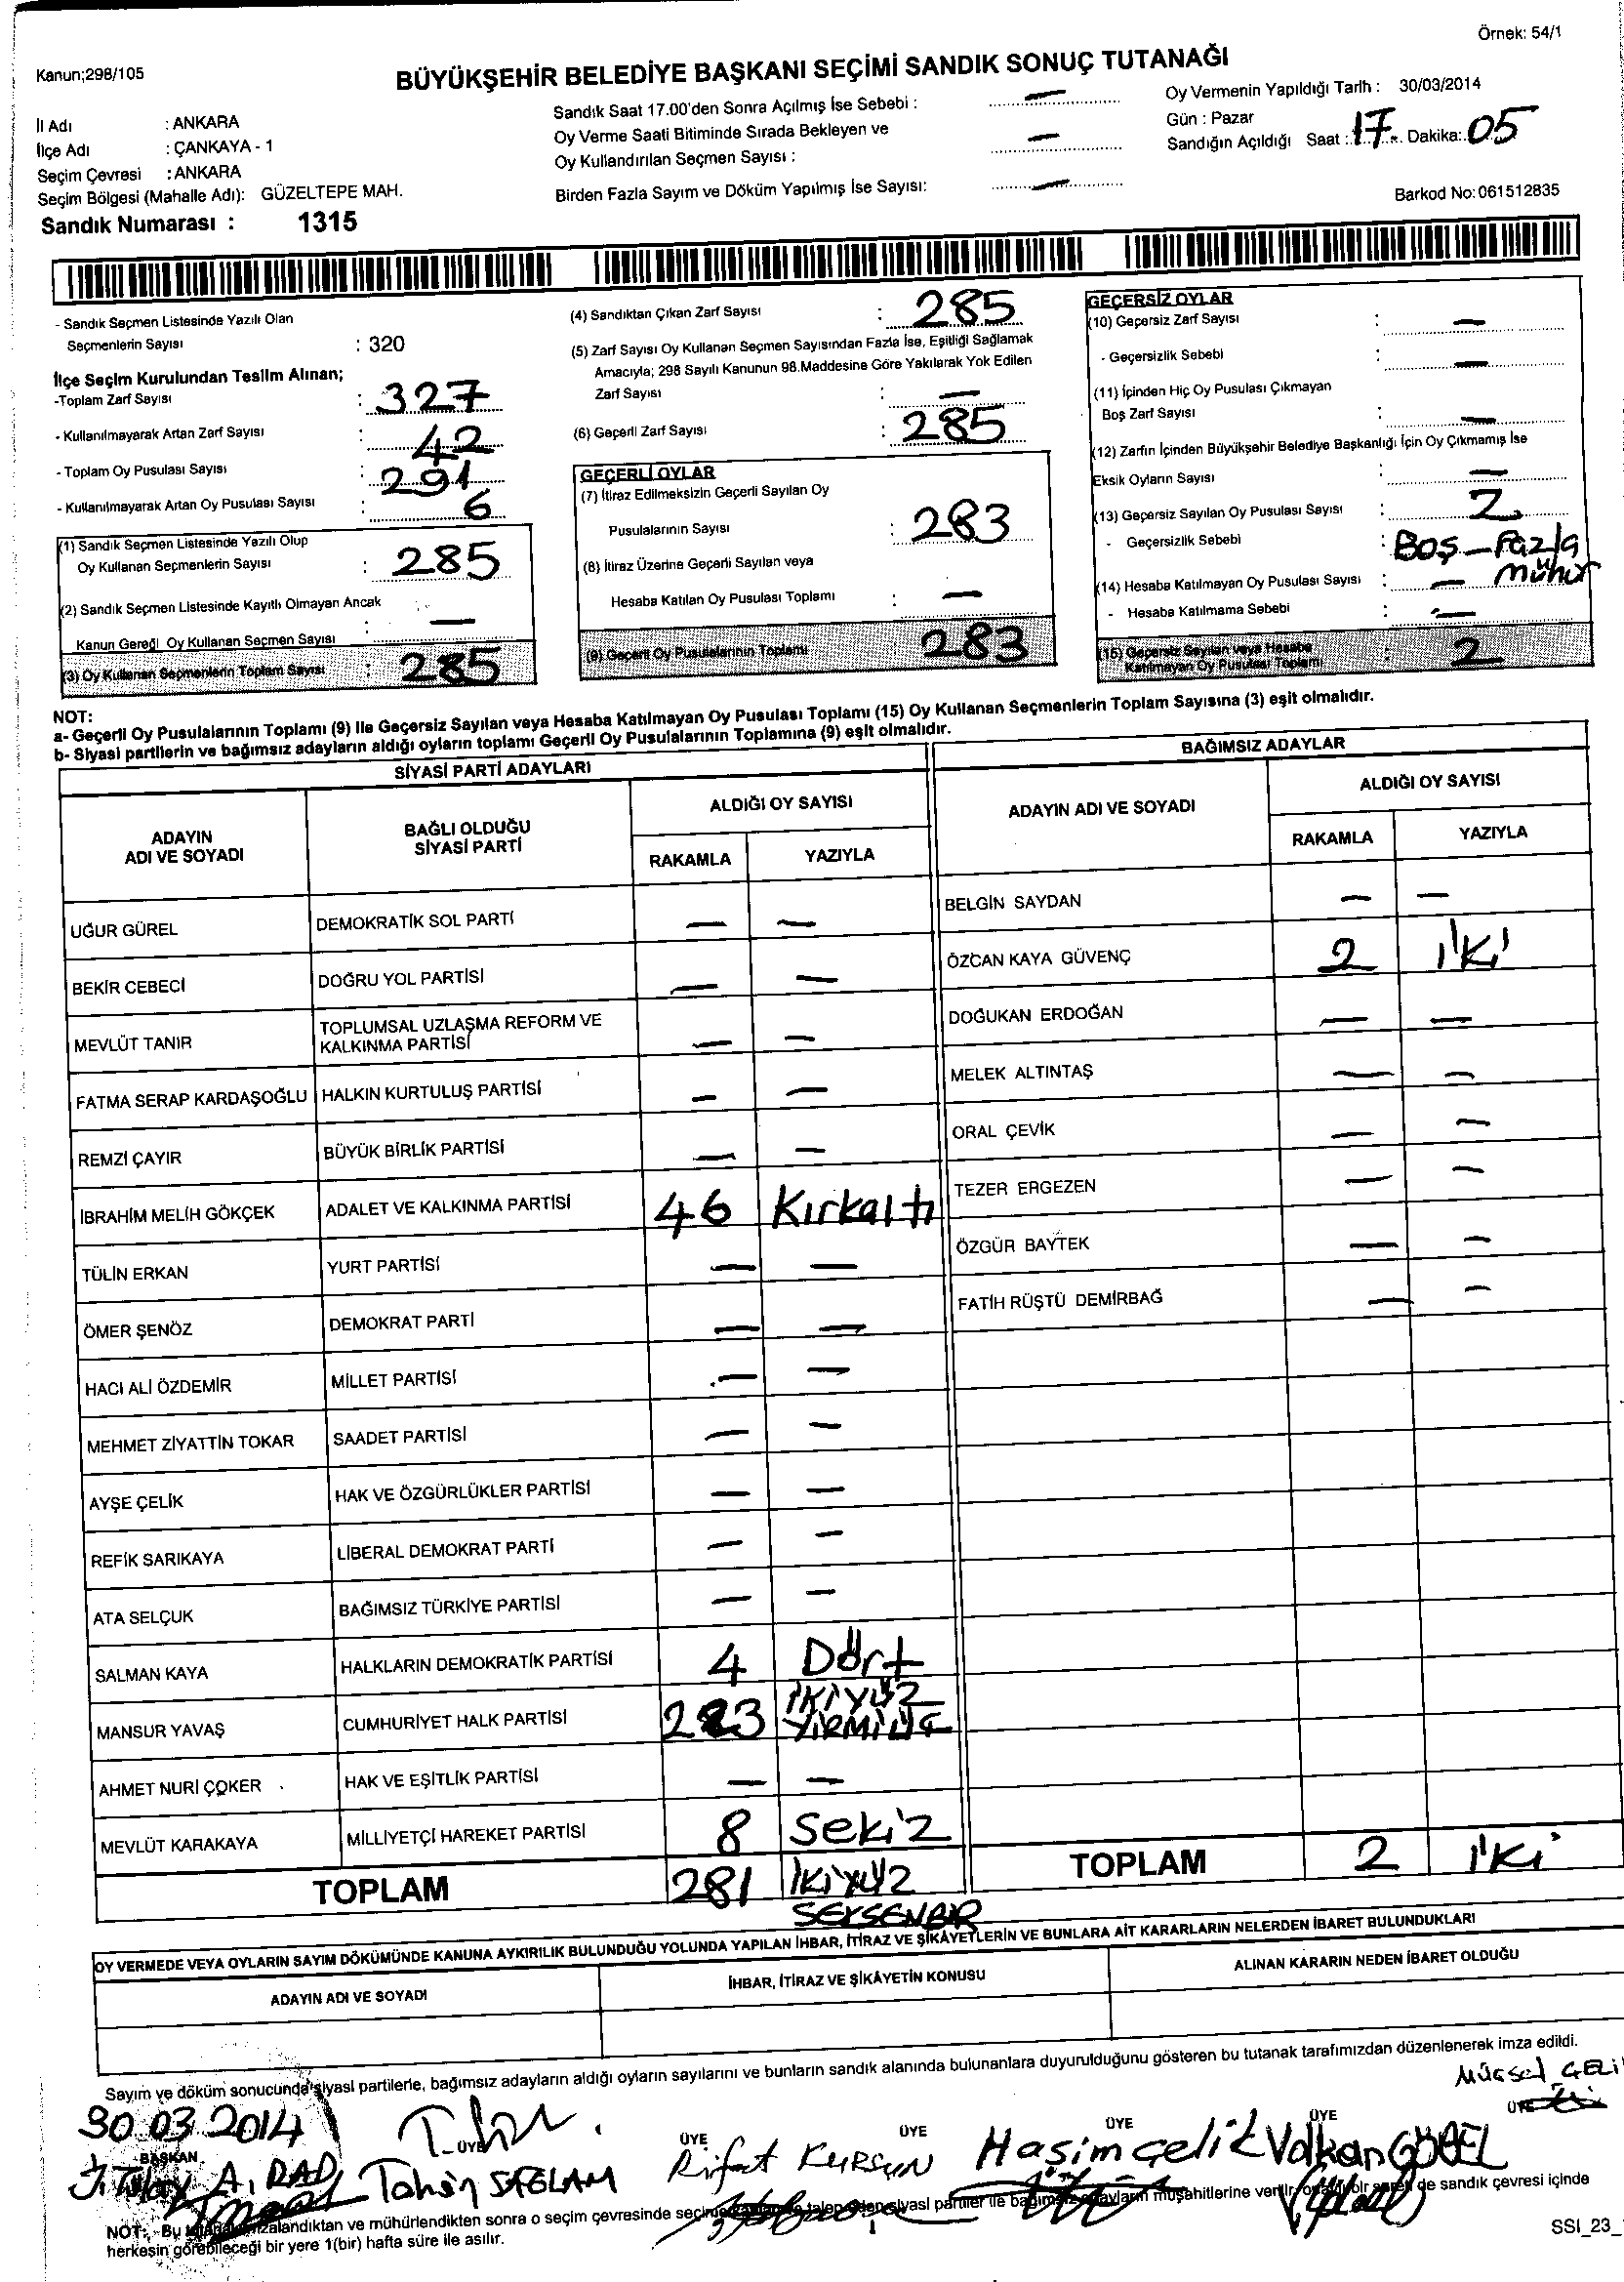 Örnek: 54/1
Kanun;298/105
BÜYÜKŞEHİR BELEDİYE BAŞKANI SEÇİMİ SANDIK SONUÇ TUTANAĞI
İl Adı : ANKARA
İlçe Adı : ÇANKAYA - 1
Seçim Çevresi : ANKARA
Seçim Bölgesi (Mahalle Adı): GÜZELTEPE MAH.
Sandık Numarası : 1315
Sandık Saat 17.00'den Sonra Açılmış İse Sebebi : —
Oy Verme Saati Bitiminde Sırada Bekleyen ve
Oy Kullandırılan Seçmen Sayısı : —
Birden Fazla Sayım ve Döküm Yapılmış İse Sayısı: —
Oy Vermenin Yapıldığı Tarih : 30/03/2014
Gün : Pazar
Sandığın Açıldığı Saat : 17 Dakika: 05
Barkod No: 061512835
- Sandık Seçmen Listesinde Yazılı Olan
Seçmenlerin Sayısı : 320
İlçe Seçim Kurulundan Teslim Alınan;
-Toplam Zarf Sayısı : 327
- Kullanılmayarak Artan Zarf Sayısı : 42
- Toplam Oy Pusulası Sayısı : 291
- Kullanılmayarak Artan Oy Pusulası Sayısı : 6
(1) Sandık Seçmen Listesinde Yazılı Olup
Oy Kullanan Seçmenlerin Sayısı : 285
(2) Sandık Seçmen Listesinde Kayıtlı Olmayan Ancak
Kanun Gereği Oy Kullanan Seçmen Sayısı : —
(3) Oy Kullanan Seçmenlerin Toplam Sayısı : 285
(4) Sandıktan Çıkan Zarf Sayısı : 285
(5) Zarf Sayısı Oy Kullanan Seçmen Sayısından Fazla İse, Eşitliği Sağlamak
Amacıyla; 298 Sayılı Kanunun 98.Maddesine Göre Yakılarak Yok Edilen
Zarf Sayısı : —
(6) Geçerli Zarf Sayısı : 285
GEÇERLİ OYLAR
(7) İtiraz Edilmeksizin Geçerli Sayılan Oy
Pusulalarının Sayısı : 283
(8) İtiraz Üzerine Geçerli Sayılan veya
Hesaba Katılan Oy Pusulası Toplamı : —
(9) Geçerli Oy Pusulalarının Toplamı 283
GEÇERSİZ OYLAR
(10) Geçersiz Zarf Sayısı : —
- Geçersizlik Sebebi : —
(11) İçinden Hiç Oy Pusulası Çıkmayan
Boş Zarf Sayısı : —
(12) Zarfın İçinden Büyükşehir Belediye Başkanlığı İçin Oy Çıkmamış İse
Eksik Oyların Sayısı : —
(13) Geçersiz Sayılan Oy Pusulası Sayısı : 2
- Geçersizlik Sebebi : Boş – Fazla
mühür
(14) Hesaba Katılmayan Oy Pusulası Sayısı : —
- Hesaba Katılmama Sebebi : —
(15) Geçersiz Sayılan veya Hesaba
Katılmayan Oy Pusulası Toplamı : 2
NOT:
a- Geçerli Oy Pusulalarının Toplamı (9) ile Geçersiz Sayılan veya Hesaba Katılmayan Oy Pusulası Toplamı (15) Oy Kullanan Seçmenlerin Toplam Sayısına (3) eşit olmalıdır.
b- Siyasi partilerin ve bağımsız adayların aldığı oyların toplamı Geçerli Oy Pusulalarının Toplamına (9) eşit olmalıdır.
SİYASİ PARTİ ADAYLARI
ADAYIN
ADI VE SOYADI
BAĞLI OLDUĞU
SİYASİ PARTİ
ALDIĞI OY SAYISI
RAKAMLA YAZIYLA
UĞUR GÜREL DEMOKRATİK SOL PARTİ — —
BEKİR CEBECİ DOĞRU YOL PARTİSİ — —
MEVLÜT TANIR TOPLUMSAL UZLAŞMA REFORM VE
KALKINMA PARTİSİ — —
FATMA SERAP KARDAŞOĞLU HALKIN KURTULUŞ PARTİSİ — —
REMZİ ÇAYIR BÜYÜK BİRLİK PARTİSİ — —
İBRAHİM MELİH GÖKÇEK ADALET VE KALKINMA PARTİSİ 46 Kırkaltı
TÜLİN ERKAN YURT PARTİSİ — —
ÖMER ŞENÖZ DEMOKRAT PARTİ — —
HACI ALİ ÖZDEMİR MİLLET PARTİSİ — —
MEHMET ZİYATTİN TOKAR SAADET PARTİSİ — —
AYŞE ÇELİK HAK VE ÖZGÜRLÜKLER PARTİSİ — —
REFİK SARIKAYA LİBERAL DEMOKRAT PARTİ — —
ATA SELÇUK BAĞIMSIZ TÜRKİYE PARTİSİ — —
SALMAN KAYA HALKLARIN DEMOKRATİK PARTİSİ 4 Dört
MANSUR YAVAŞ CUMHURİYET HALK PARTİSİ 223 İKİYÜZ
YİRMİÜÇ
AHMET NURİ ÇOKER HAK VE EŞİTLİK PARTİSİ — —
MEVLÜT KARAKAYA MİLLİYETÇİ HAREKET PARTİSİ 8 Sekiz
TOPLAM 281 İkiyüz
SEKSENBİR
BAĞIMSIZ ADAYLAR
ADAYIN ADI VE SOYADI
ALDIĞI OY SAYISI
RAKAMLA YAZIYLA
BELGİN SAYDAN — —
ÖZCAN KAYA GÜVENÇ 2 İKİ
DOĞUKAN ERDOĞAN — —
MELEK ALTINTAŞ — —
ORAL ÇEVİK — —
TEZER ERGEZEN — —
ÖZGÜR BAYTEK — —
FATİH RÜŞTÜ DEMİRBAĞ — —
TOPLAM 2 İki
OY VERMEDE VEYA OYLARIN SAYIM DÖKÜMÜNDE KANUNA AYKIRILIK BULUNDUĞU YOLUNDA YAPILAN İHBAR, İTİRAZ VE ŞİKAYETLERİN VE BUNLARA AİT KARARLARIN NELERDEN İBARET BULUNDUKLARI
ADAYIN ADI VE SOYADI
İHBAR, İTİRAZ VE ŞİKAYETİN KONUSU
ALINAN KARARIN NEDEN İBARET OLDUĞU
Sayım ve döküm sonucunda siyasi partilerle, bağımsız adayların aldığı oyların sayılarını ve bunların sandık alanında bulunanlara duyurulduğunu gösteren bu tutanak tarafımızdan düzenlenerek imza edildi.
30.03.2014
BAŞKAN ÜYE ÜYE ÜYE ÜYE ÜYE ÜYE
Tahsin SAĞLAM
Rifat KURŞUN
Haşim Çelik
Volkan GÖBEL
NOT: Bu tutanak imzalandıktan ve mühürlendikten sonra o seçim çevresinde talep eden siyasi partiler ile bağımsız adayların müşahitlerine verilir, de sandık çevresi içinde
herkesin görebileceği bir yere 1(bir) hafta süre ile asılır.
SSI_23_